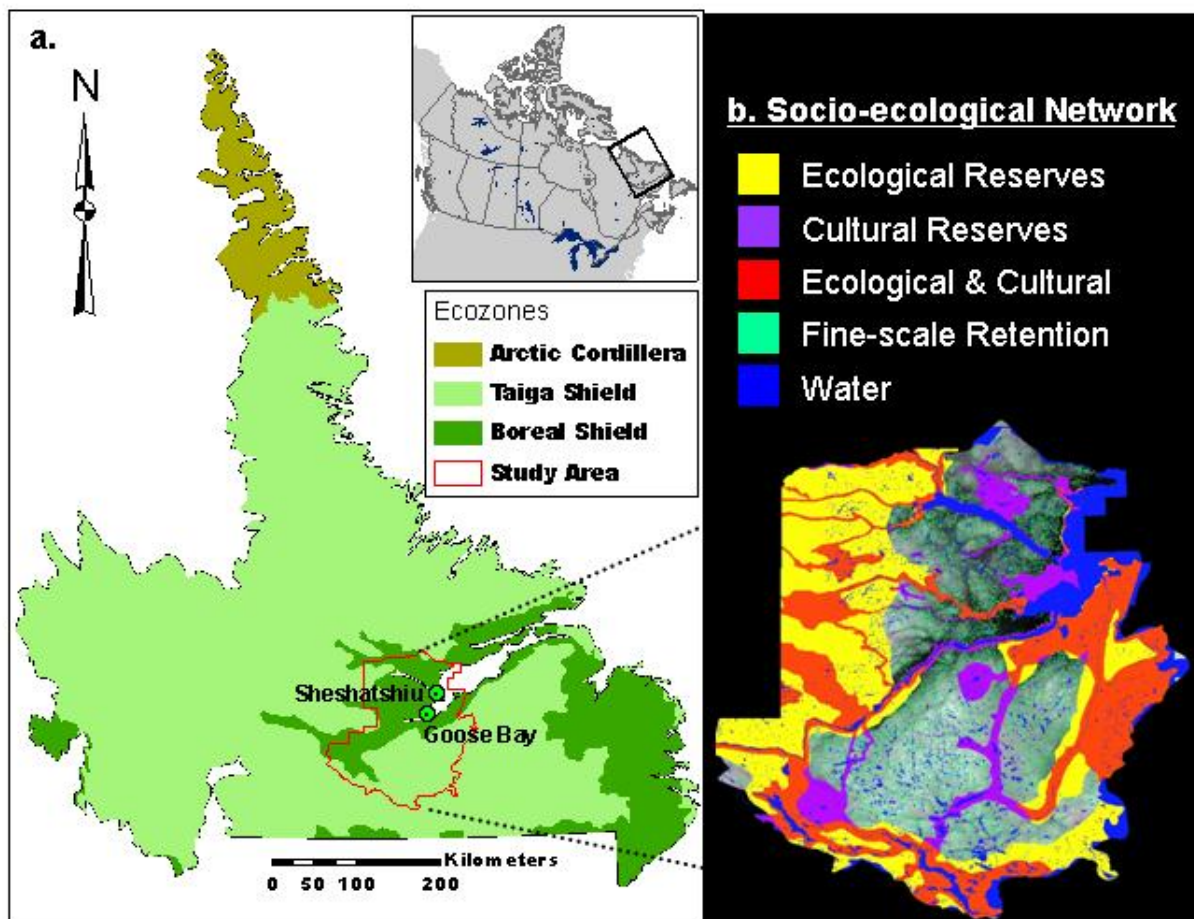 a.
N
Ecozones
Arctic Cordillera
Taiga Shield
Boreal Shield
Study Area
Sheshatshiu
Goose Bay
Kilometers
0 50 100 200
b. Socio-ecological Network
Ecological Reserves
Cultural Reserves
Ecological & Cultural
Fine-scale Retention
Water